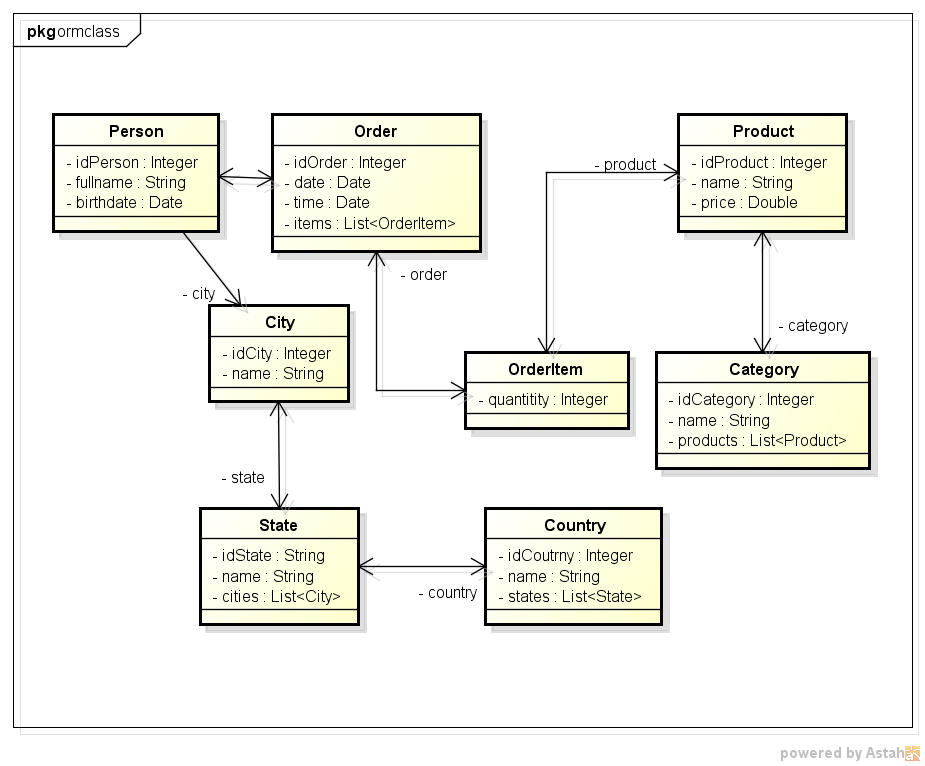 pkg ormclass
Person
- idPerson : Integer
- fullname : String
- birthdate : Date
Order
- idOrder : Integer
- date : Date
- time : Date
- items : List<OrderItem>
- product
Product
- idProduct : Integer
- name : String
- price : Double
- city
- order
City
- idCity : Integer
- name : String
- category
OrderItem
- quantitity : Integer
Category
- idCategory : Integer
- name : String
- products : List<Product>
- state
State
- idState : String
- name : String
- cities : List<City>
- country
Country
- idCoutrny : Integer
- name : String
- states : List<State>
powered by Astah